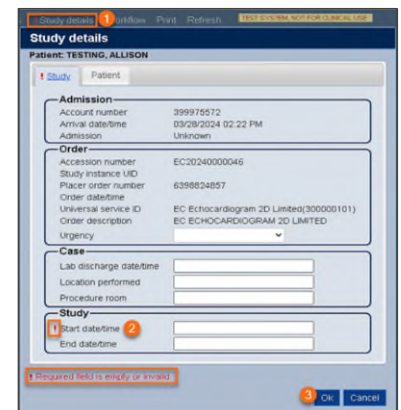 ! Study details 1 Workflow Print Refresh TEST SYSTEM, NOT FOR CLINICAL USE
Study details
Patient: TESTING, ALLISON
! Study Patient
Admission
Account number 399975572
Arrival date/time 03/28/2024 02:22 PM
Admission Unknown
Order
Accession number EC20240000046
Study instance UID
Placer order number 6398824857
Order date/time
Universal service ID EC Echocardiogram 2D Limited(300000101)
Order description EC ECHOCARDIOGRAM 2D LIMITED
Urgency
Case
Lab discharge date/time
Location performed
Procedure room
Study
! Start date/time 2
End date/time
! Required field is empty or invalid
3 Ok Cancel